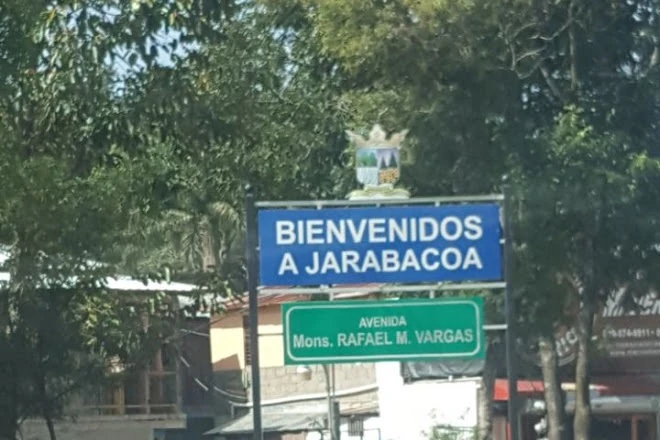 BIENVENIDOS
A JARABACOA
AVENIDA
Mons. RAFAEL M. VARGAS